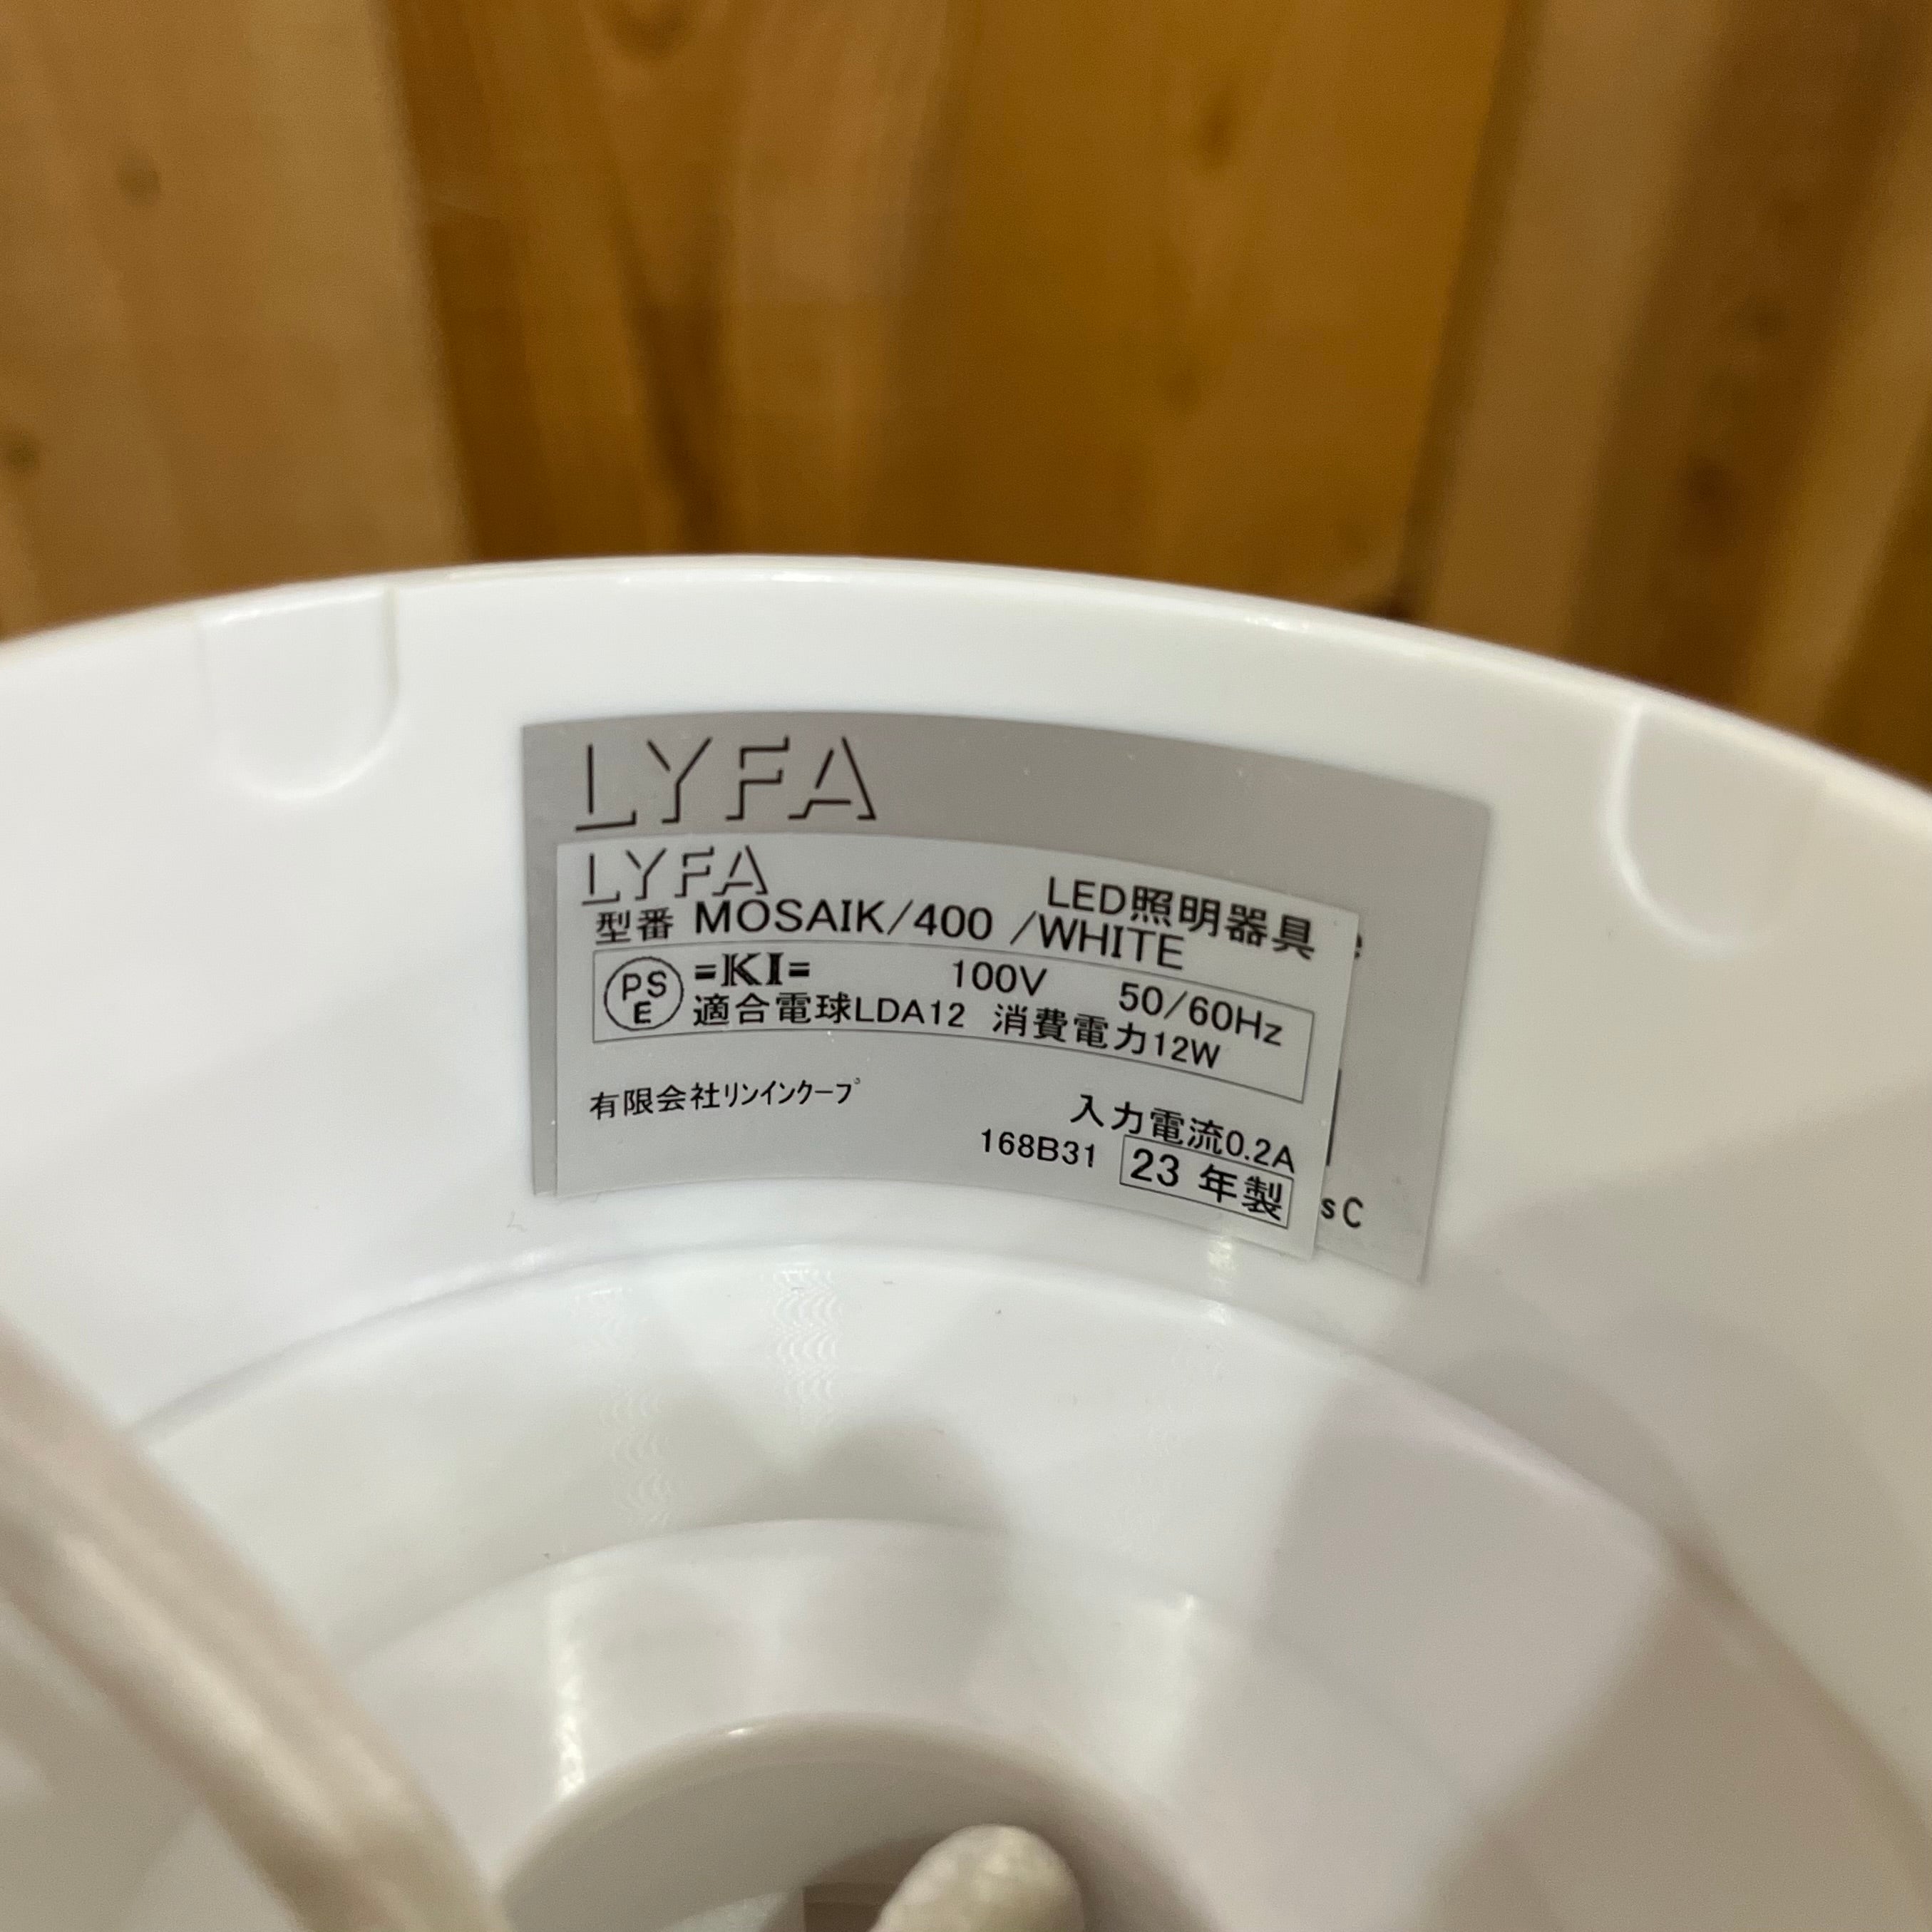 LYFA
LYFA
LED照明器具
型番 MOSAIK/400 /WHITE
e
PS E =KI= 100V 50/60Hz
適合電球LDA12 消費電力12W
有限会社リンインクープ
入力電流0.2A
168B31 23 年製
s C